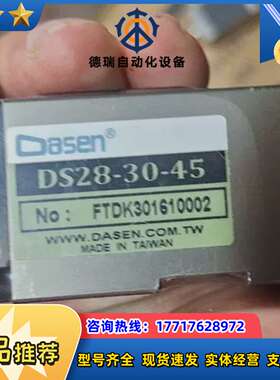 德瑞自动化设备
Dasen®
DS28-30-45
No: FTDK301610002
WWW.DASEN.COM.TW
MADE IN TAIWAN
咨询热线：17717628972
品推荐
型号齐全 现货速发 实体经营